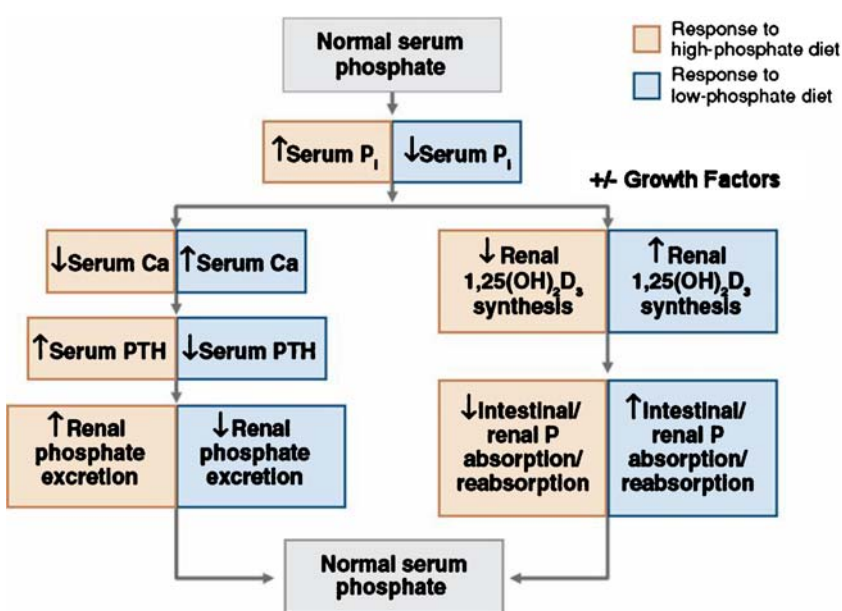 Normal serum
phosphate
Response to
high-phosphate diet
Response to
low-phosphate diet
↑Serum Pᵢ
↓Serum Pᵢ
+/- Growth Factors
↓Serum Ca
↑Serum Ca
↓ Renal
1,25(OH)₂D₃
synthesis
↑ Renal
1,25(OH)₂D₃
synthesis
↑Serum PTH
↓Serum PTH
↑Renal
phosphate
excretion
↓Renal
phosphate
excretion
↓Intestinal/
renal P
absorption/
reabsorption
↑Intestinal/
renal P
absorption/
reabsorption
Normal serum
phosphate